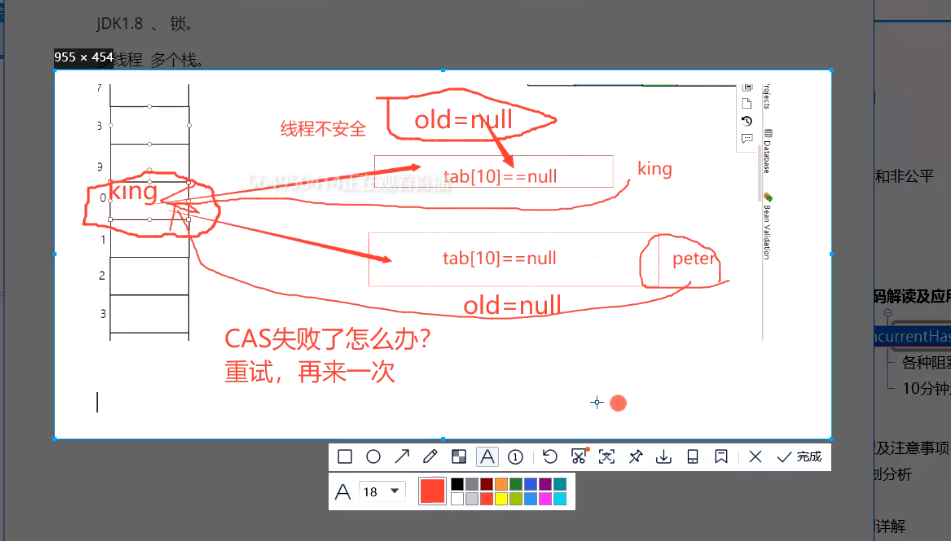 JDK1.8 、 锁。
线程 多个栈。
955 × 454
7
8
9
0
1
2
3
线程不安全
old=null
tab[10]==null
king
king
tab[10]==null
peter
old=null
CAS失败了怎么办?
重试，再来一次
rojects
Database
Bean Validation
和非公平
码解读及应用
ncurrentHas
各种阻塞
10分钟
及注意事项
刨分析
详解
完成
18